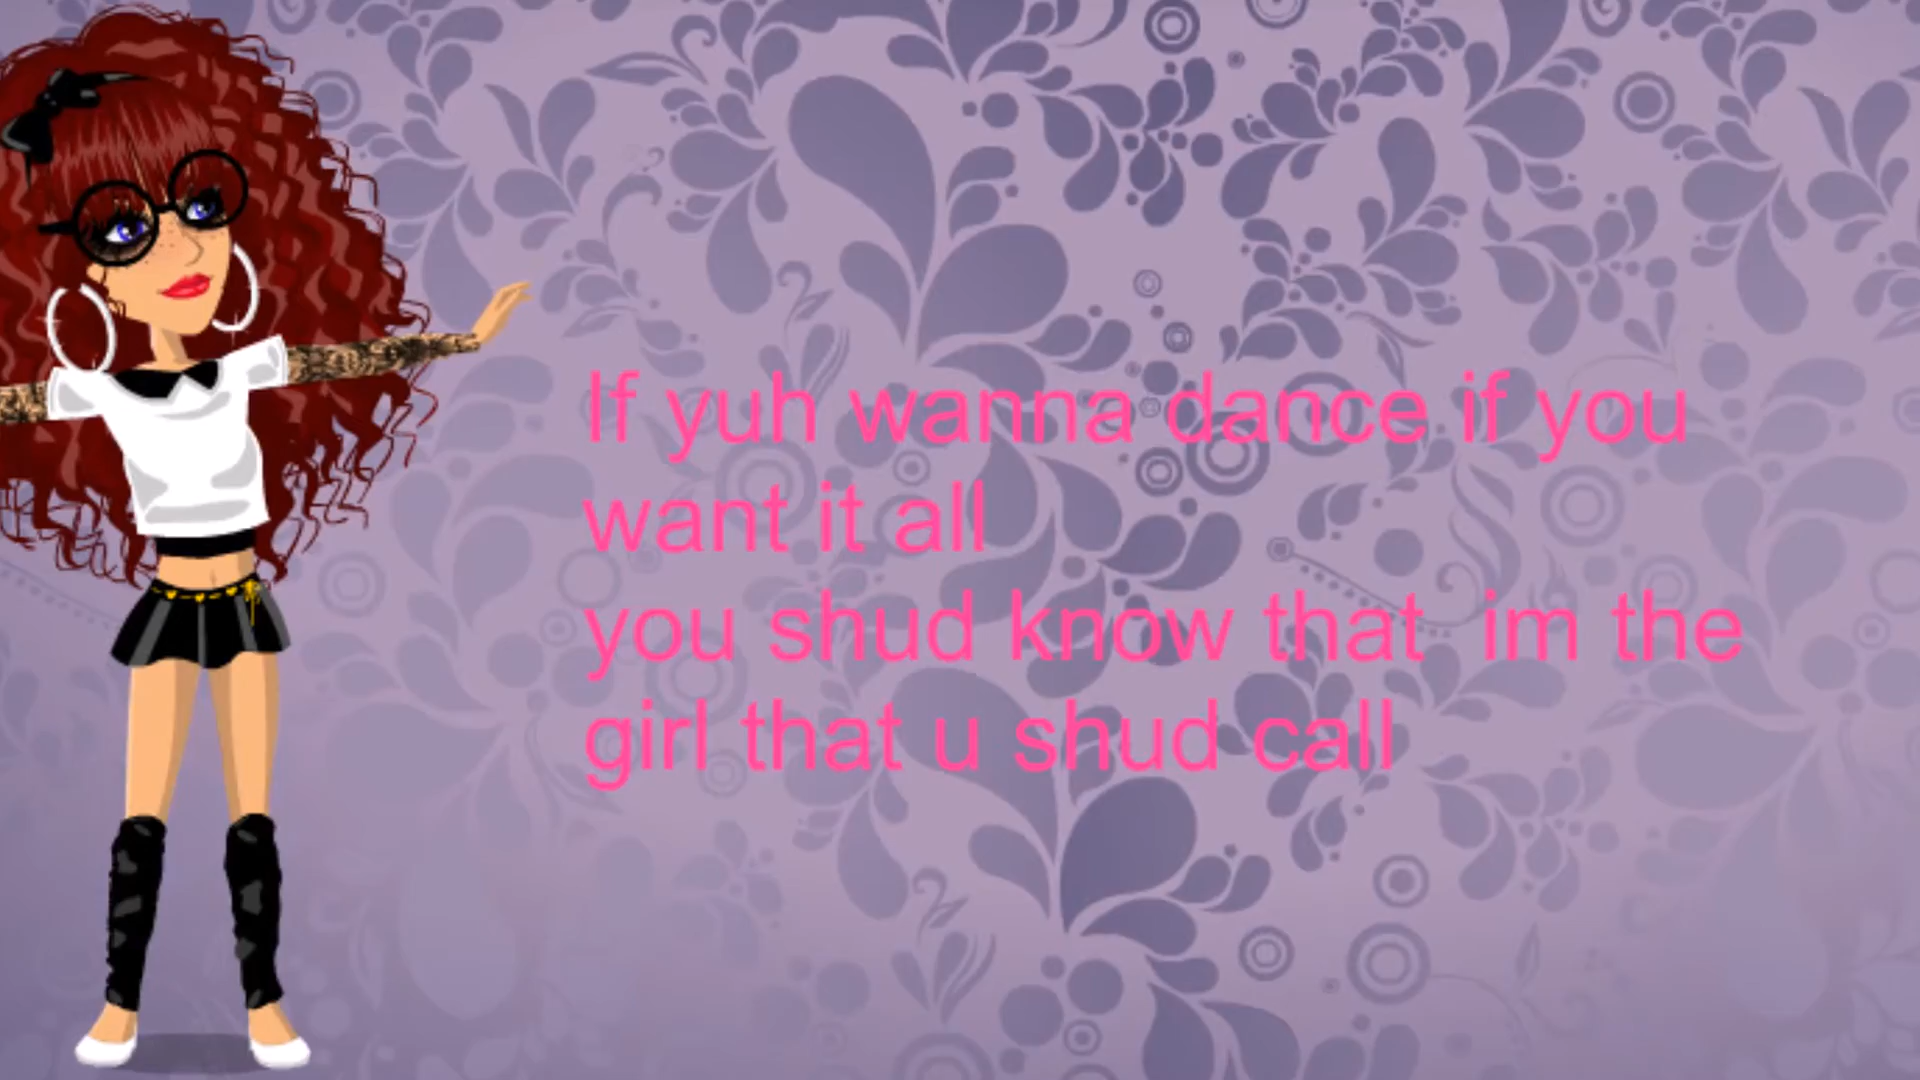 If yuh wanna dance if you
want it all
you shud know that  im the
girl that u shud call